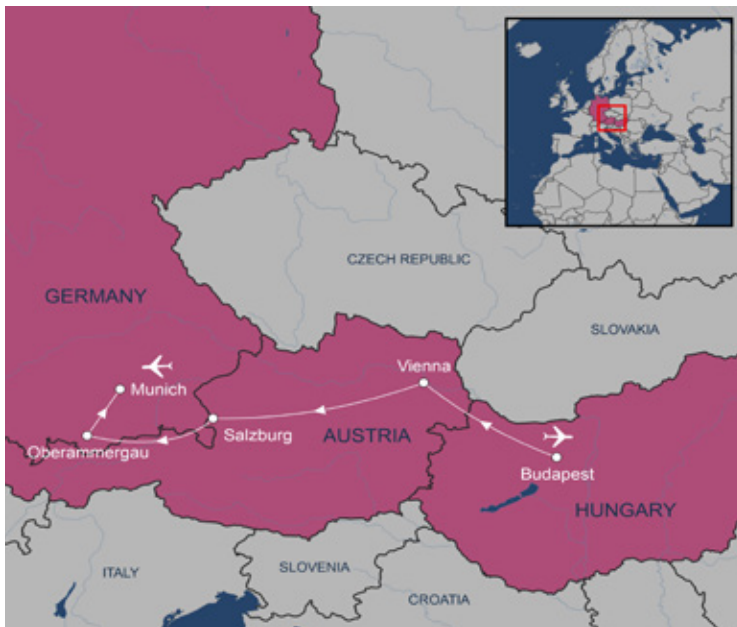 CZECH REPUBLIC
GERMANY
SLOVAKIA
Vienna
Munich
Salzburg
AUSTRIA
Oberammergau
Budapest
HUNGARY
ITALY
SLOVENIA
CROATIA